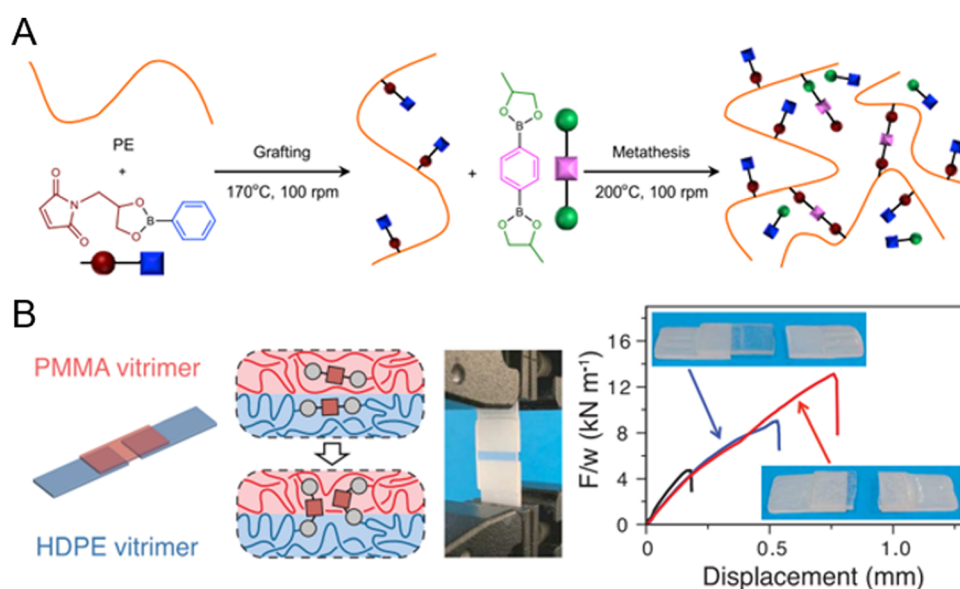 A
PE
+
Grafting
170°C, 100 rpm
+
Metathesis
200°C, 100 rpm
O
N
O
O
B
O
O
O
B
B
O
O
B
PMMA vitrimer
HDPE vitrimer
F/w (kN m⁻¹)
16
12
8
4
0
0
0.5
1.0
Displacement (mm)